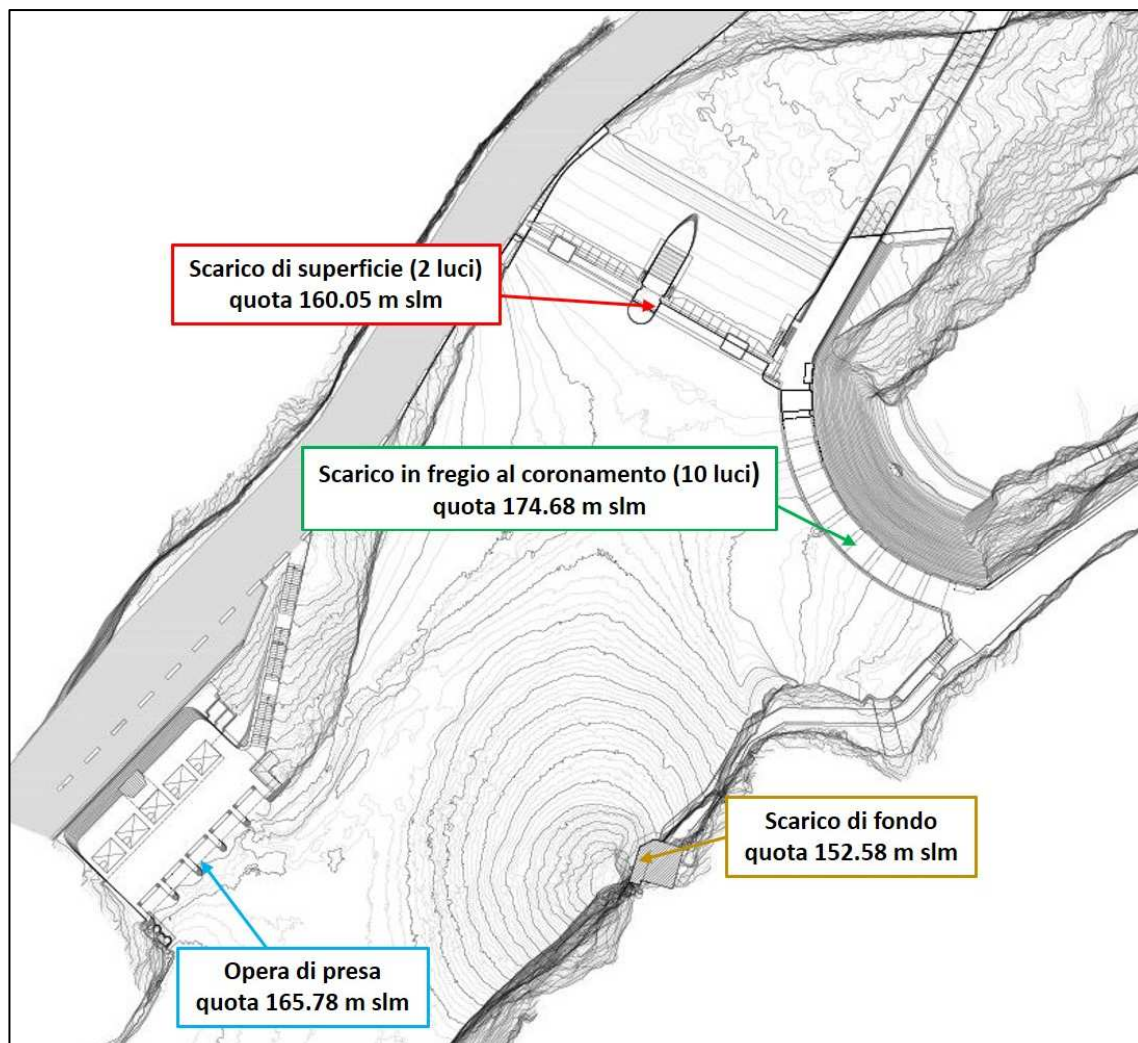 Scarico di superficie (2 luci)
quota 160.05 m slm
Scarico in fregio al coronamento (10 luci)
quota 174.68 m slm
Scarico di fondo
quota 152.58 m slm
Opera di presa
quota 165.78 m slm